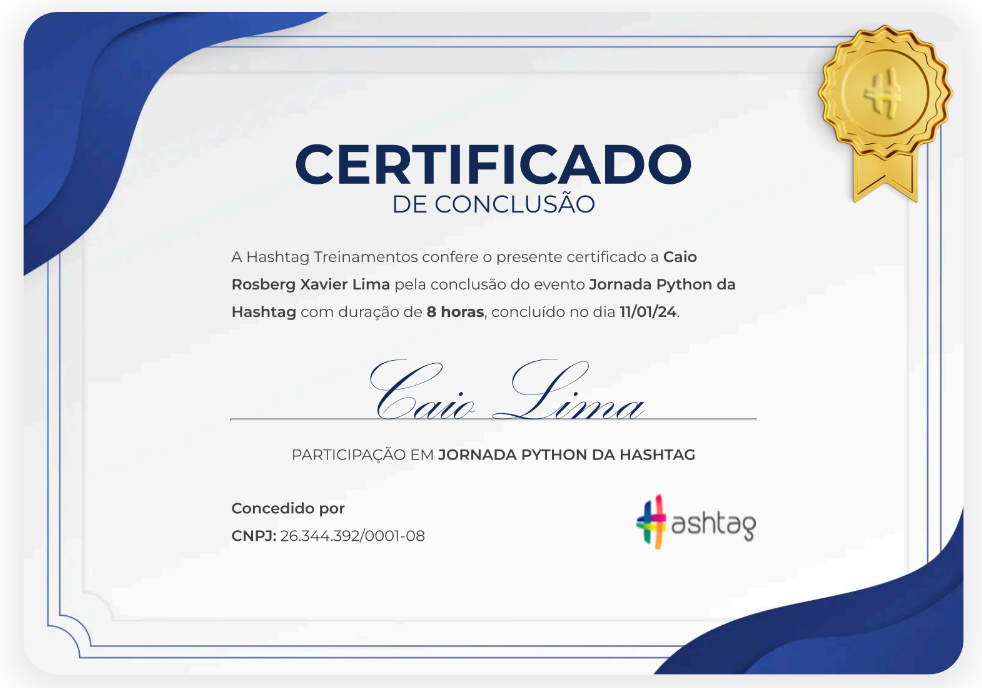 CERTIFICADO
DE CONCLUSÃO
A Hashtag Treinamentos confere o presente certificado a Caio
Rosberg Xavier Lima pela conclusão do evento Jornada Python da
Hashtag com duração de 8 horas, concluído no dia 11/01/24.
Caio Lima
PARTICIPAÇÃO EM JORNADA PYTHON DA HASHTAG
Concedido por
CNPJ: 26.344.392/0001-08
#ashtag